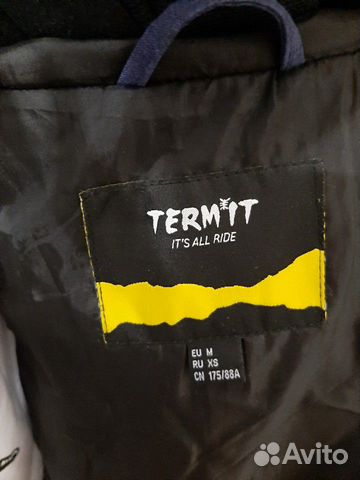 TERMIT
IT'S ALL RIDE
EU M
RU XS
CN 175/88A
Avito